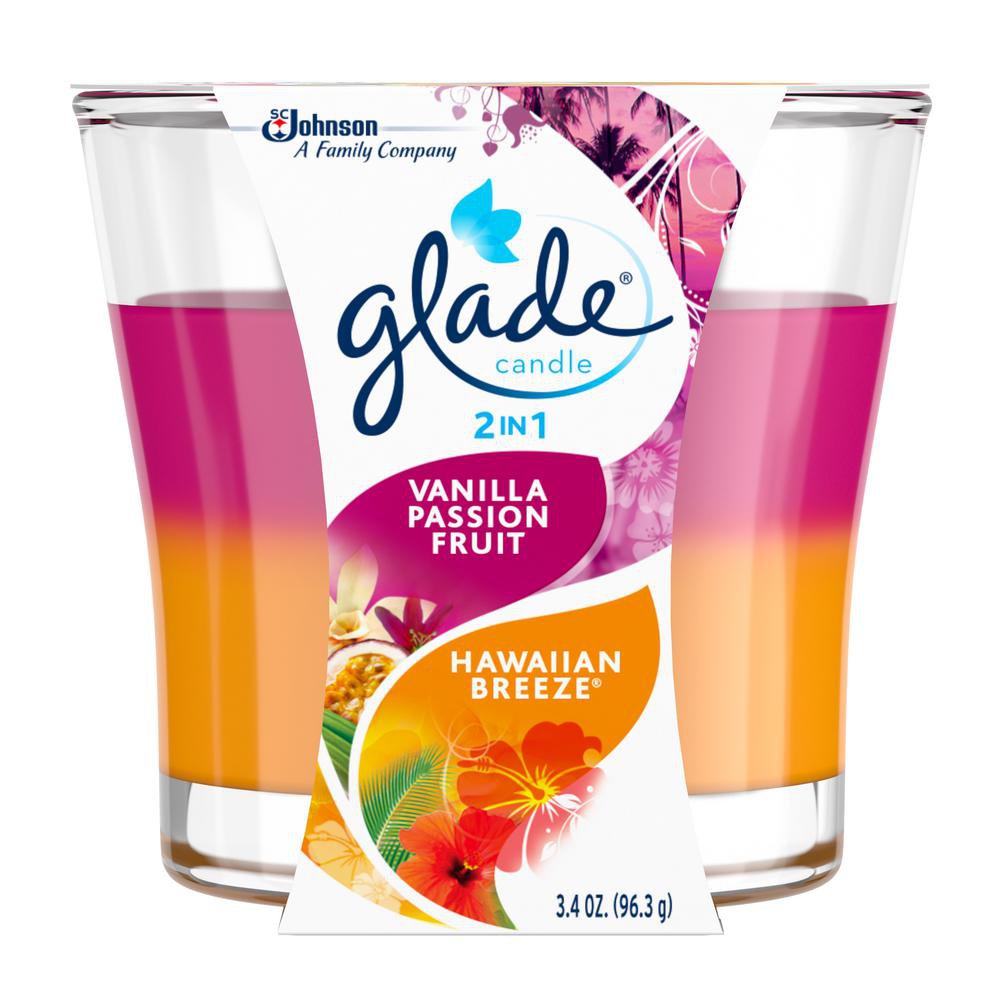 SC Johnson
A Family Company
glade®
candle
2 IN 1
VANILLA
PASSION
FRUIT
HAWAIIAN
BREEZE®
3.4 OZ. (96.3 g)